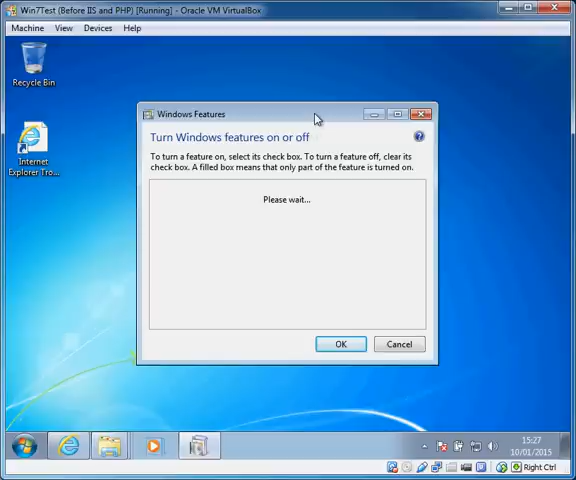 Win7Test (Before IIS and PHP) [Running] - Oracle VM VirtualBox
Machine View Devices Help
Recycle Bin
Internet
Explorer Tro...
Windows Features
Turn Windows features on or off
To turn a feature on, select its check box. To turn a feature off, clear its
check box. A filled box means that only part of the feature is turned on.
Please wait...
OK Cancel
15:27
10/01/2015
Right Ctrl